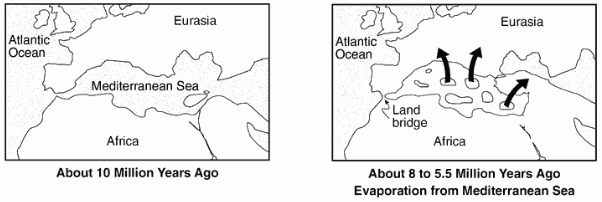 Eurasia
Atlantic
Ocean
Mediterranean Sea
Africa
About 10 Million Years Ago
Eurasia
Atlantic
Ocean
Land
bridge
Africa
About 8 to 5.5 Million Years Ago
Evaporation from Mediterranean Sea